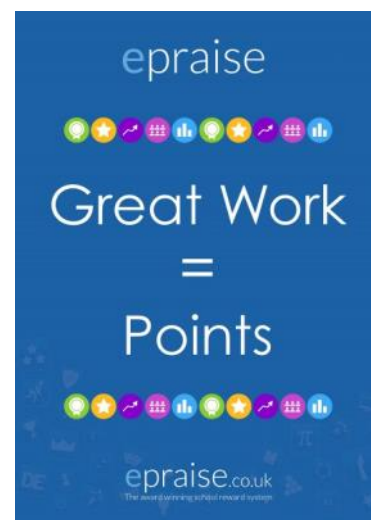 epraise
Great Work
=
Points
epraise.co.uk
The award winning school reward system